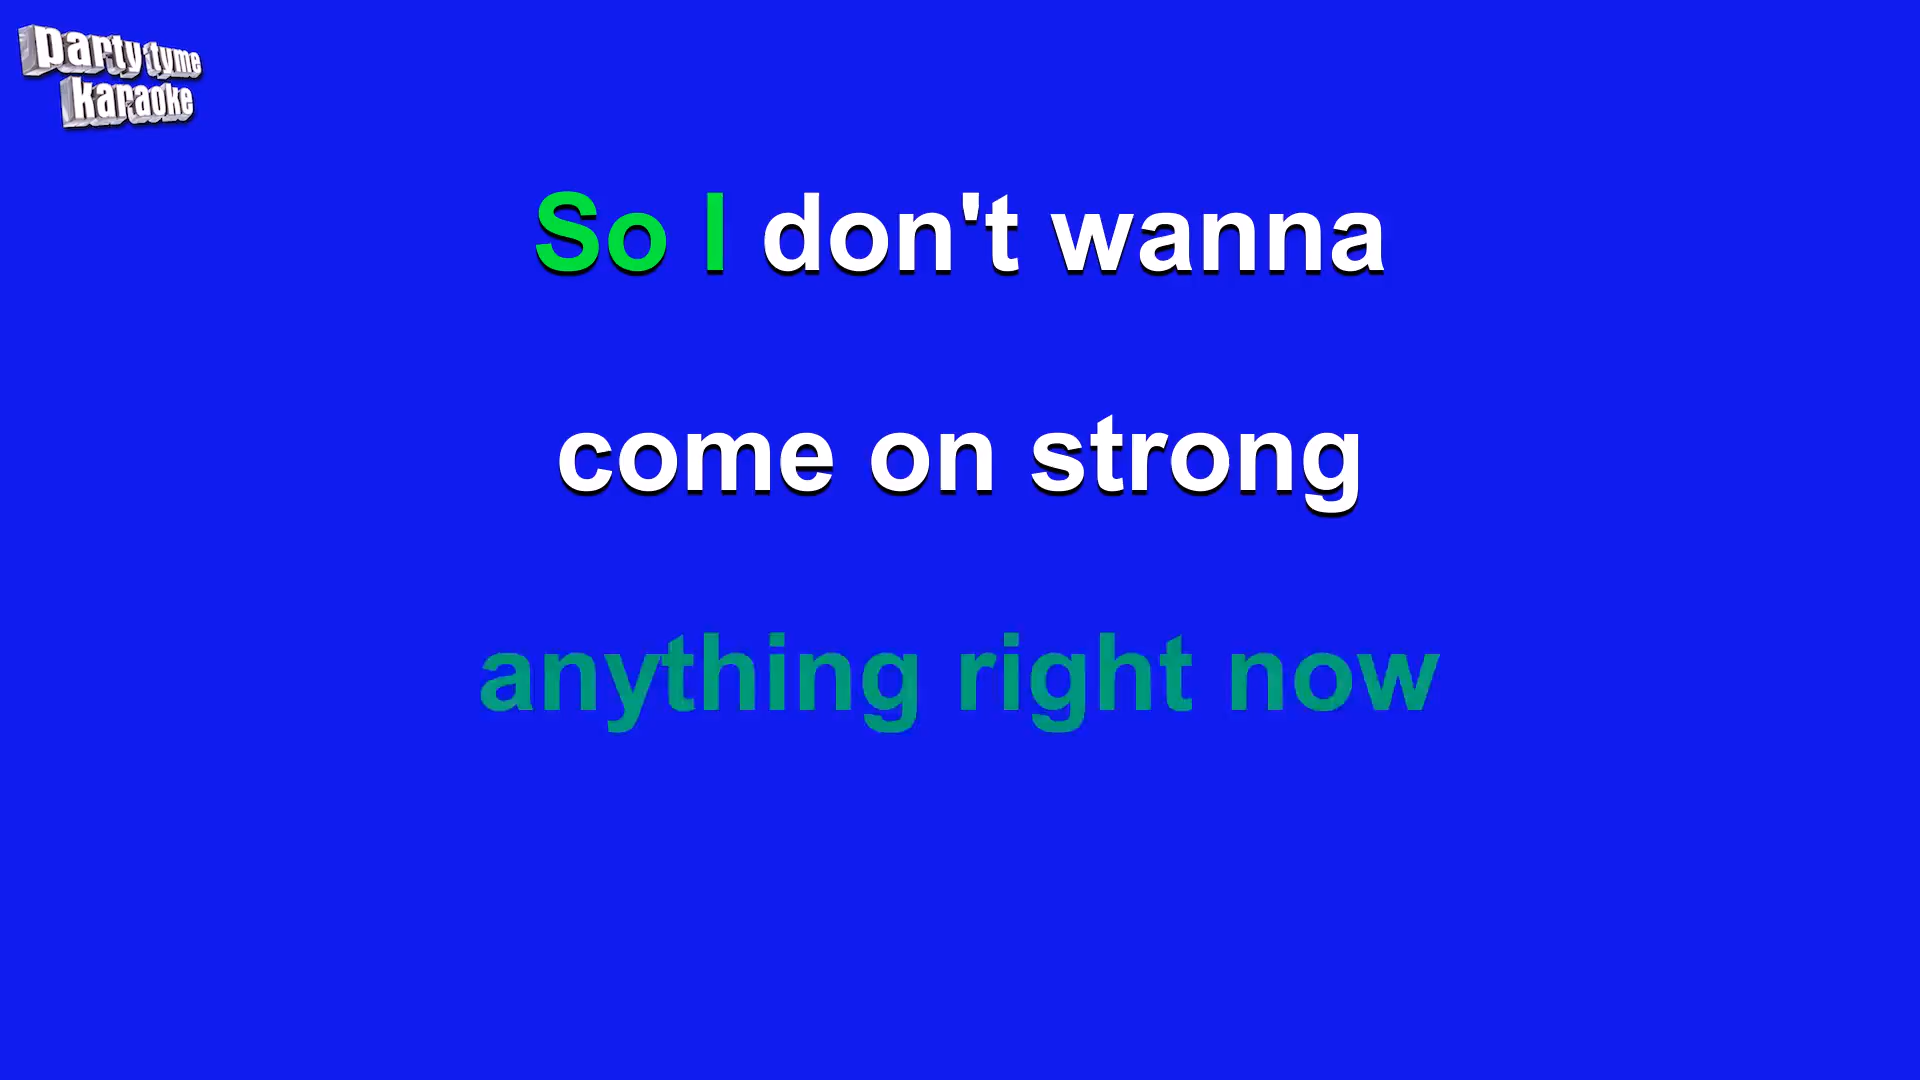 party tyme
karaoke
So I don't wanna
come on strong
anything right now